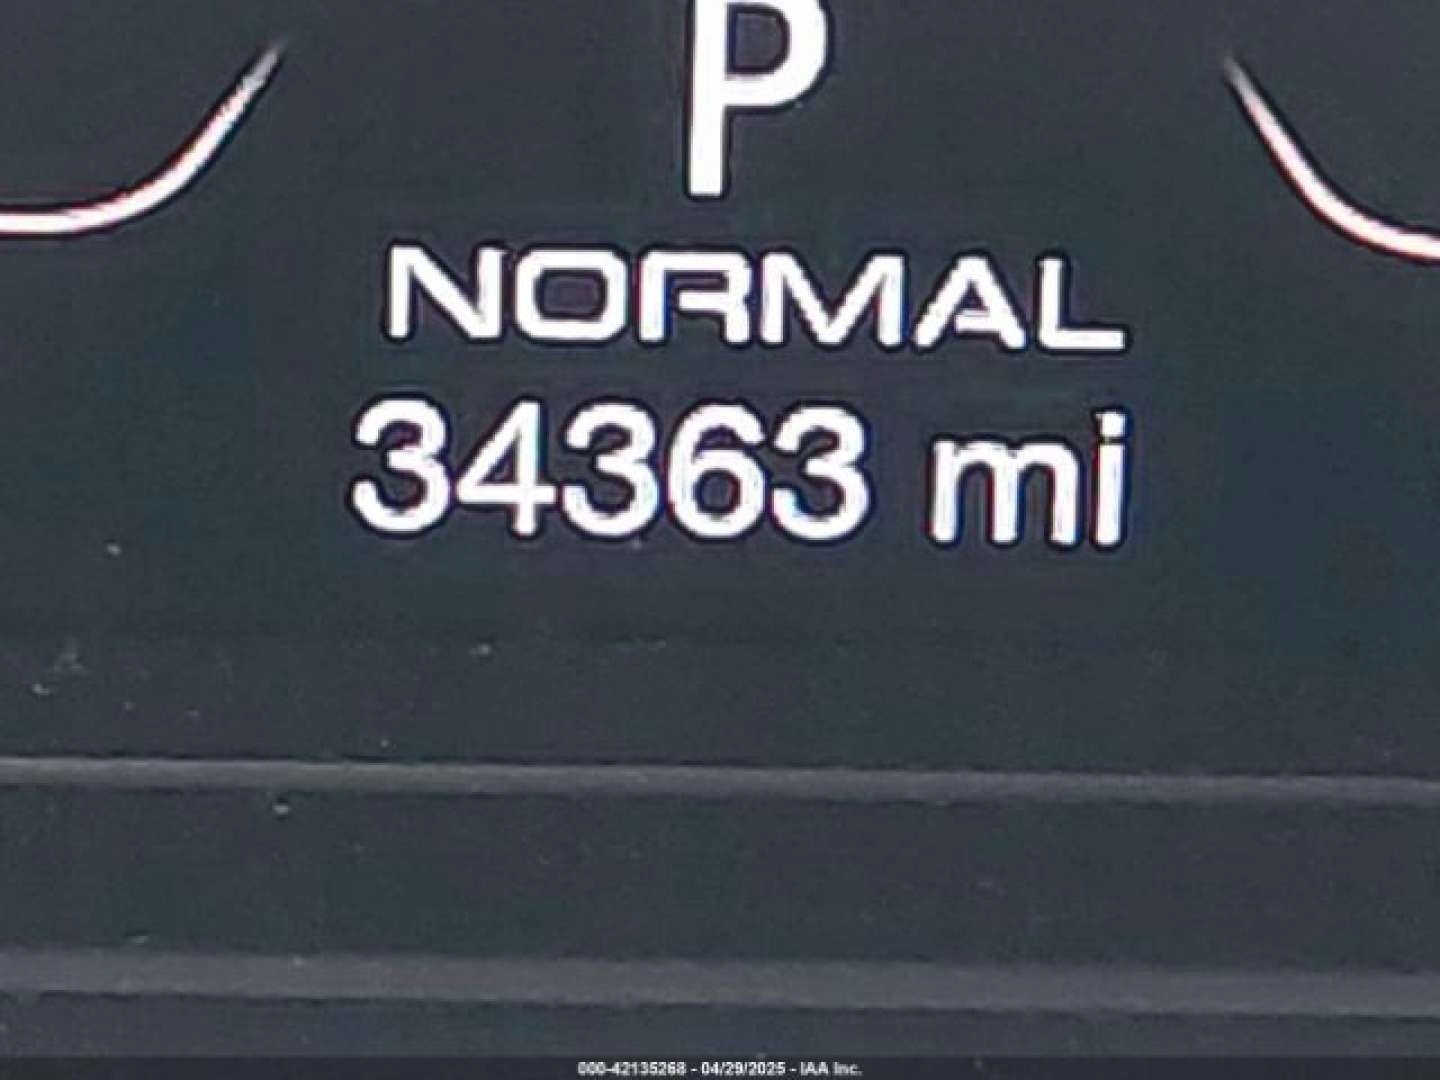 P
NORMAL
34363 mi
000-42135268 - 04/29/2025 - IAA Inc.